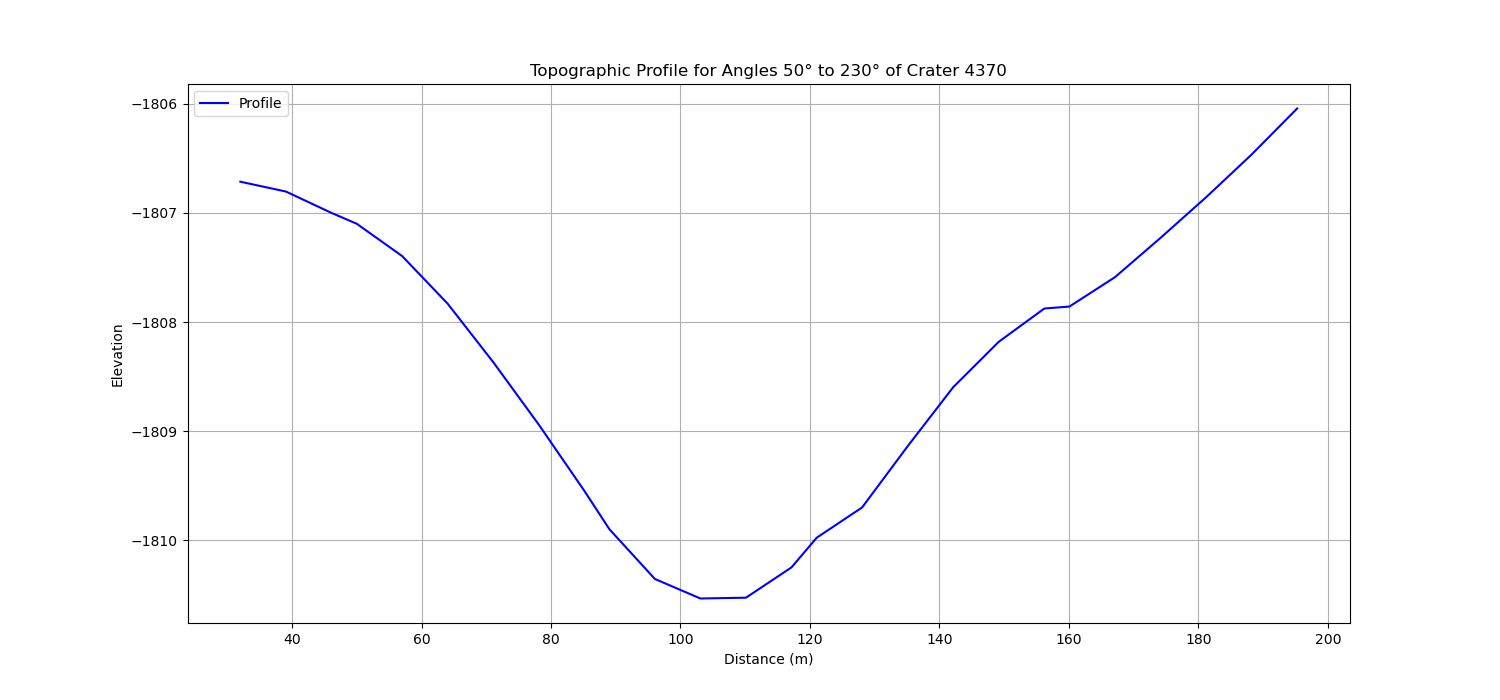 Topographic Profile for Angles 50° to 230° of Crater 4370
Profile
−1806
−1807
−1808
−1809
−1810
Elevation
40 60 80 100 120 140 160 180 200
Distance (m)